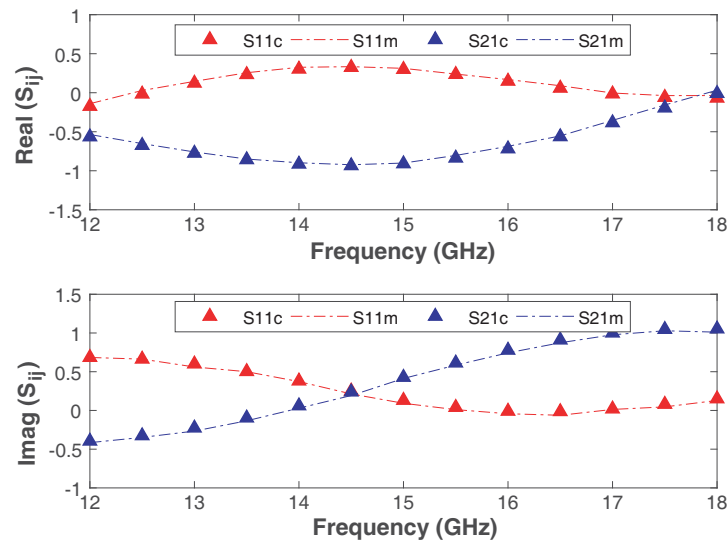 1
0.5
0
-0.5
-1
-1.5
Real (Sij)
S11c S11m S21c S21m
12 13 14 15 16 17 18
Frequency (GHz)
1.5
1
0.5
0
-0.5
-1
Imag (Sij)
S11c S11m S21c S21m
12 13 14 15 16 17 18
Frequency (GHz)